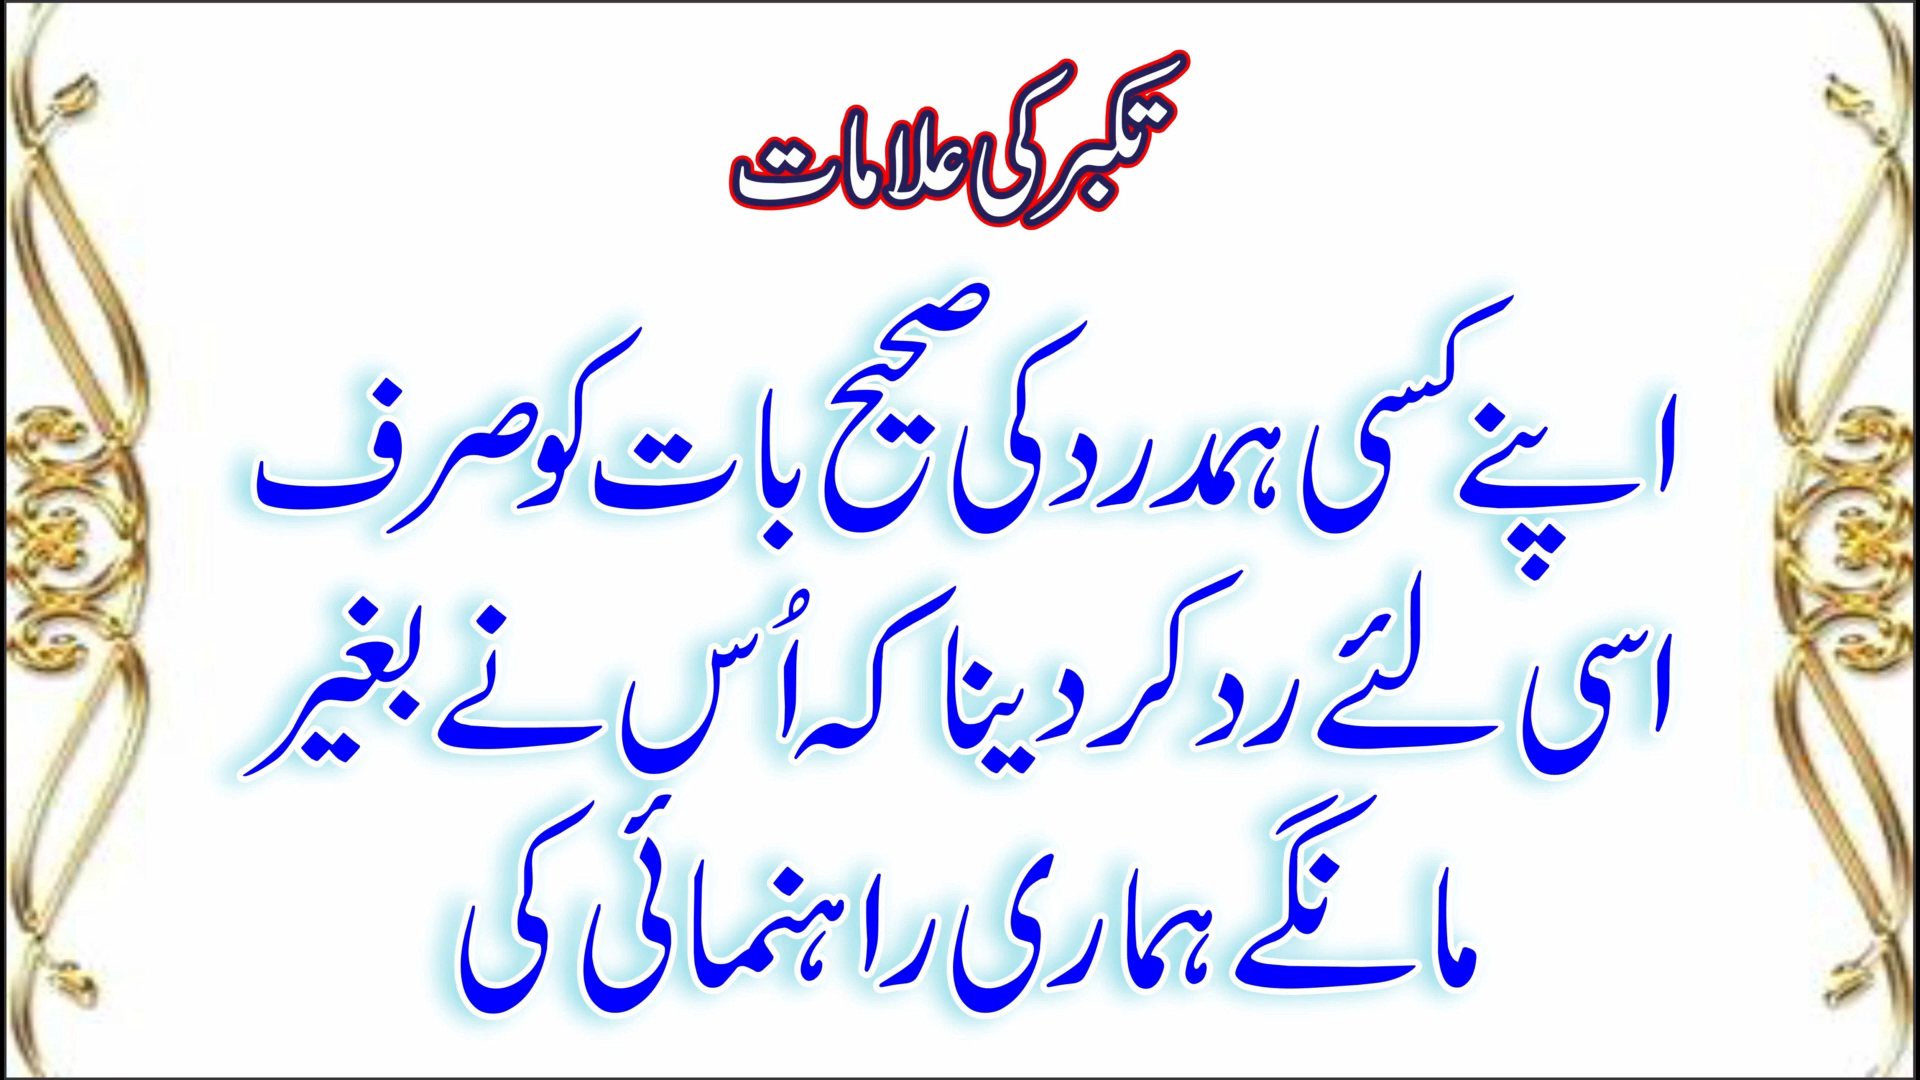 تکبر کی علامات
اپنے کسی ہمدرد کی صحیح بات کو صرف
اسی لئے رد کر دینا کہ اُس نے بغیر
مانگے ہماری راہنمائی کی